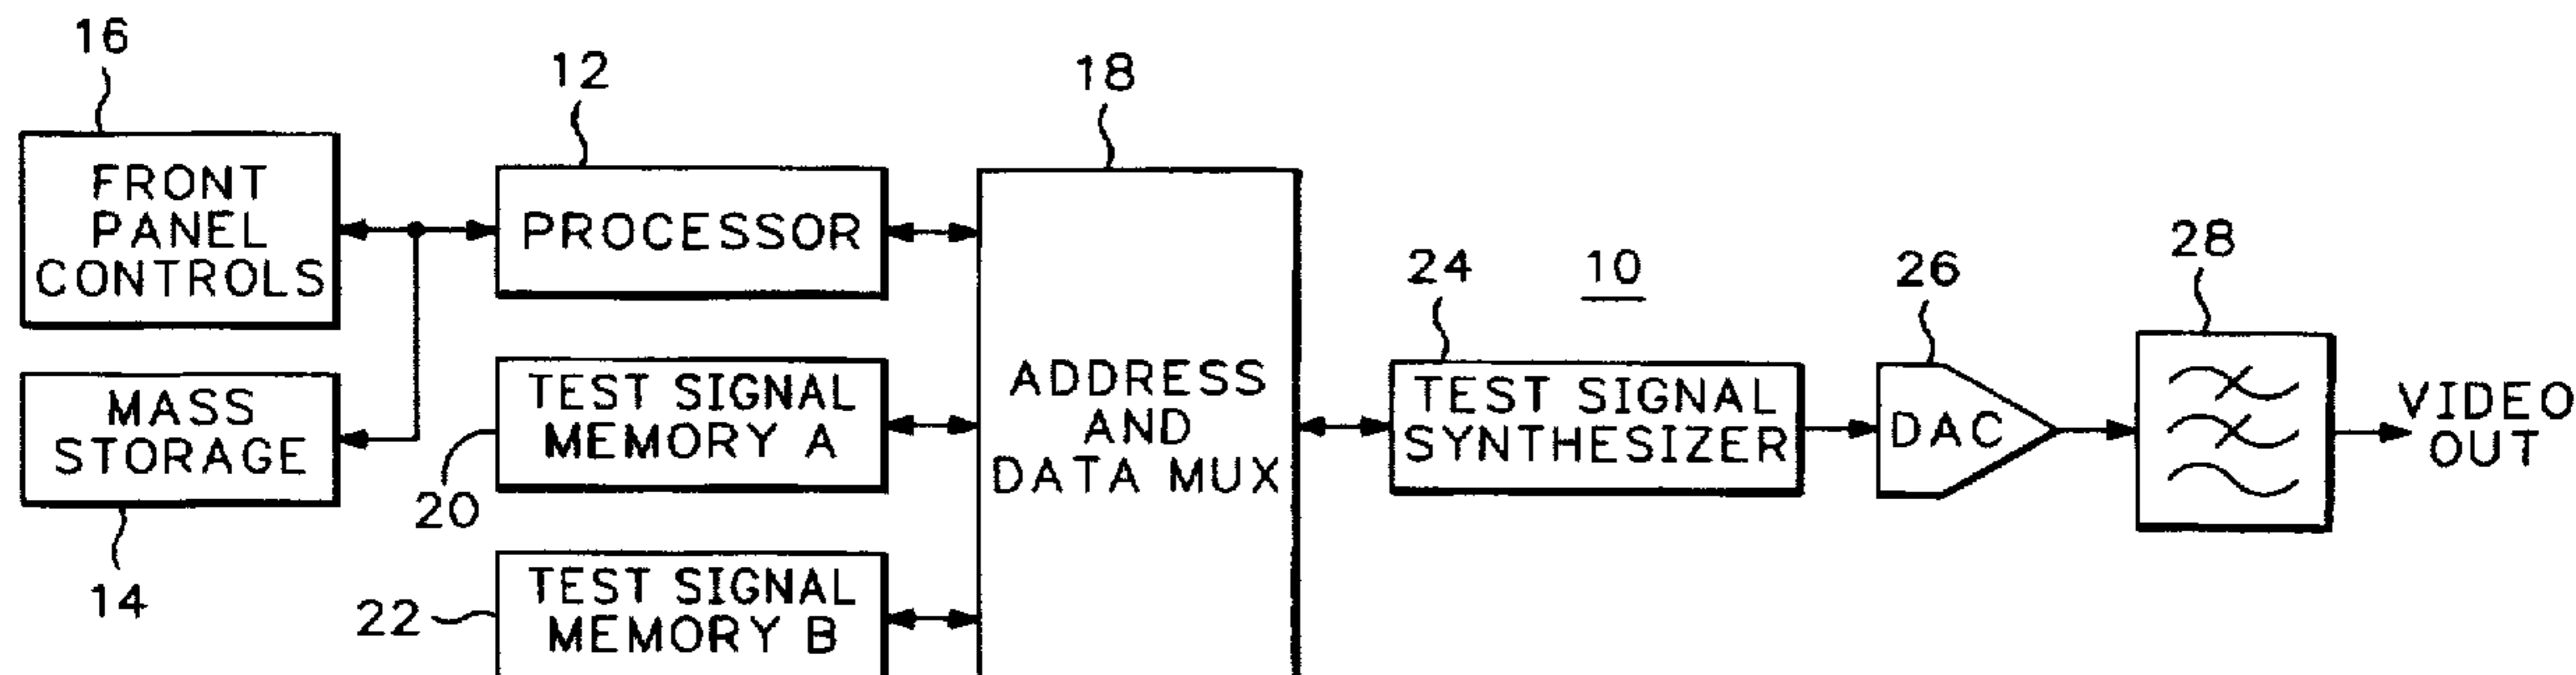 16
12
18
FRONT
PANEL
CONTROLS
PROCESSOR
24
10
26
28
MASS
STORAGE
TEST SIGNAL
MEMORY A
ADDRESS
AND
DATA MUX
TEST SIGNAL
SYNTHESIZER
DAC
VIDEO
OUT
20
14
22
TEST SIGNAL
MEMORY B